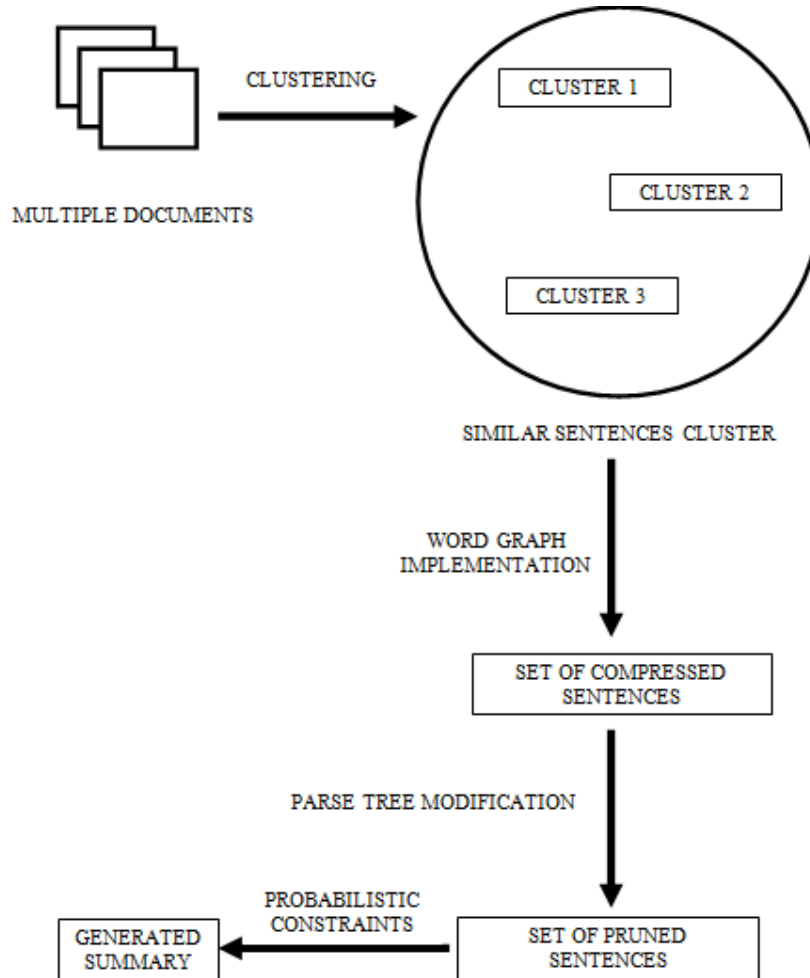 CLUSTERING
CLUSTER 1
CLUSTER 2
MULTIPLE DOCUMENTS
CLUSTER 3
SIMILAR SENTENCES CLUSTER
WORD GRAPH
IMPLEMENTATION
SET OF COMPRESSED
SENTENCES
PARSE TREE MODIFICATION
PROBABILISTIC
CONSTRAINTS
GENERATED
SUMMARY
SET OF PRUNED
SENTENCES